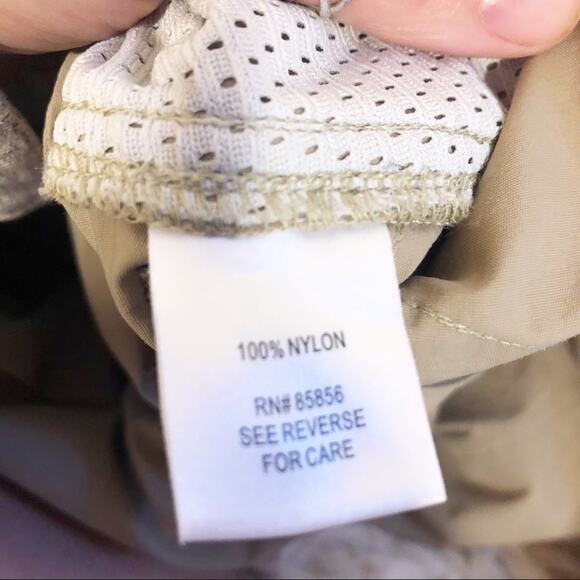 100% NYLON
RN# 85856
SEE REVERSE
FOR CARE